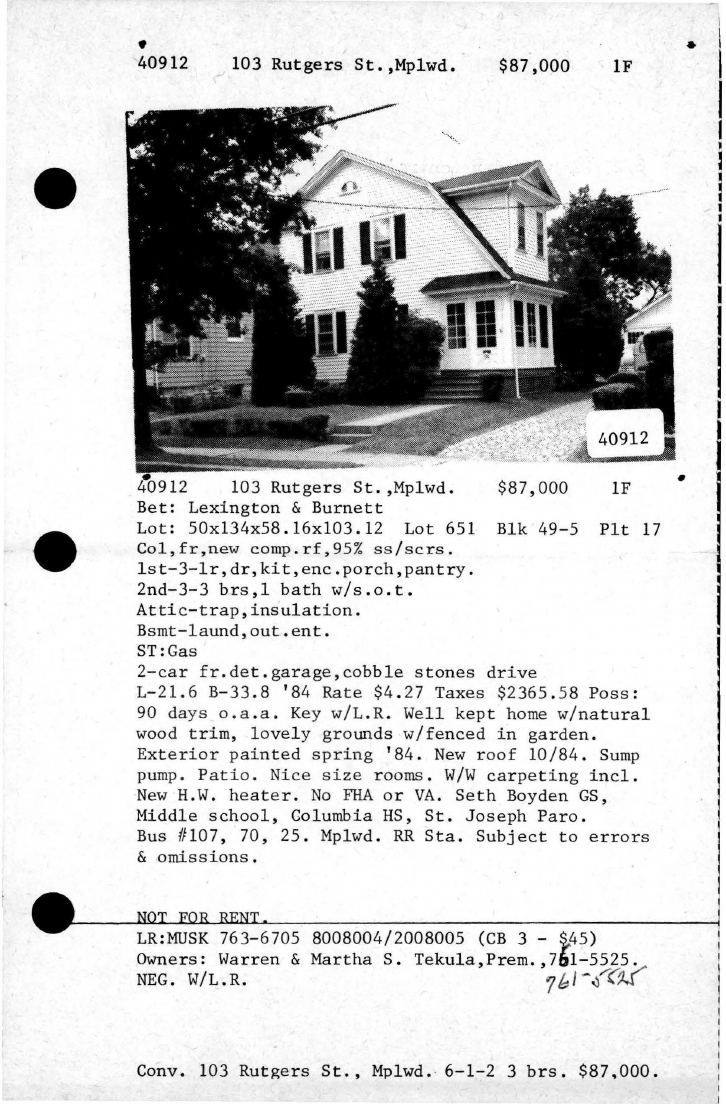 40912 103 Rutgers St.,Mplwd. $87,000 1F
40912
40912 103 Rutgers St.,Mplwd. $87,000 1F
Bet: Lexington & Burnett
Lot: 50x134x58.16x103.12 Lot 651 Blk 49-5 Plt 17
Col,fr,new comp.rf,95% ss/scrs.
1st-3-lr,dr,kit,enc.porch,pantry.
2nd-3-3 brs,1 bath w/s.o.t.
Attic-trap,insulation.
Bsmt-laund,out.ent.
ST:Gas
2-car fr.det.garage,cobble stones drive
L-21.6 B-33.8 '84 Rate $4.27 Taxes $2365.58 Poss:
90 days o.a.a. Key w/L.R. Well kept home w/natural
wood trim, lovely grounds w/fenced in garden.
Exterior painted spring '84. New roof 10/84. Sump
pump. Patio. Nice size rooms. W/W carpeting incl.
New H.W. heater. No FHA or VA. Seth Boyden GS,
Middle school, Columbia HS, St. Joseph Paro.
Bus #107, 70, 25. Mplwd. RR Sta. Subject to errors
& omissions.
NOT FOR RENT.
LR:MUSK 763-6705 8008004/2008005 (CB 3 - $45)
Owners: Warren & Martha S. Tekula,Prem.,761-5525.
NEG. W/L.R. 761-5525
Conv. 103 Rutgers St., Mplwd. 6-1-2 3 brs. $87,000.